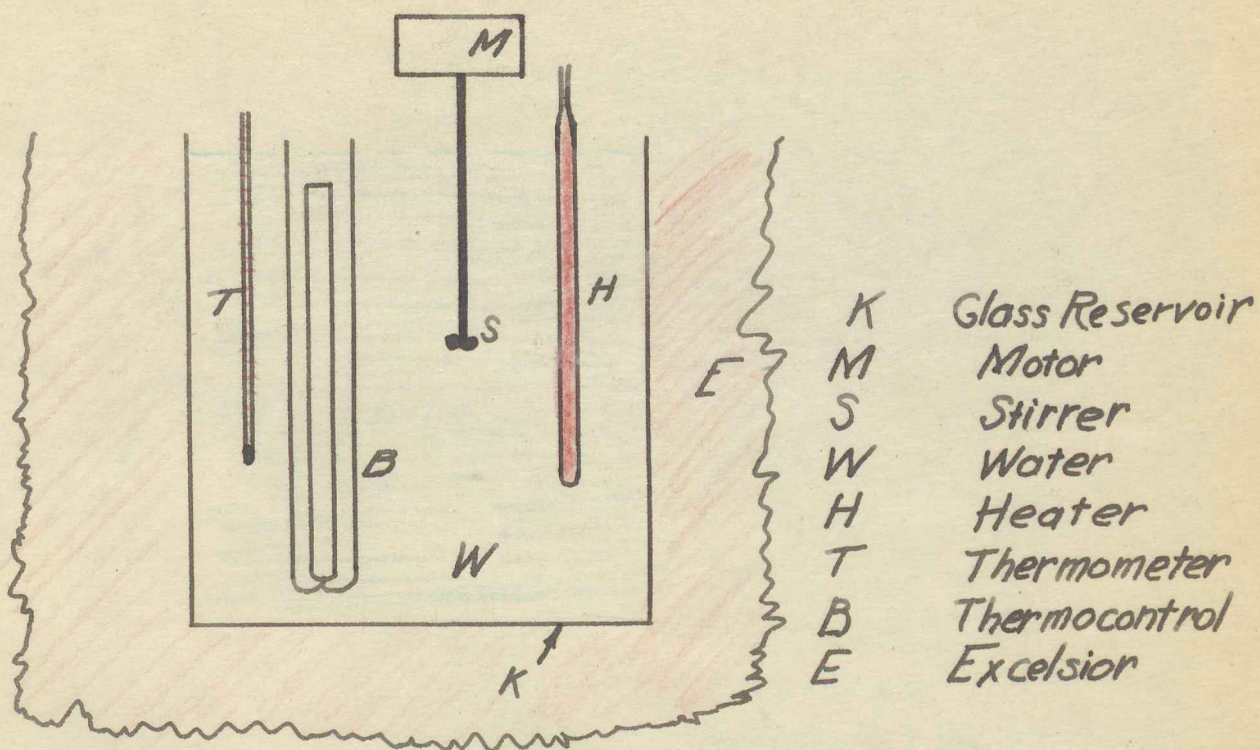 M
T
H
S
E
B
W
K
K Glass Reservoir
M Motor
S Stirrer
W Water
H Heater
T Thermometer
B Thermocontrol
E Excelsior